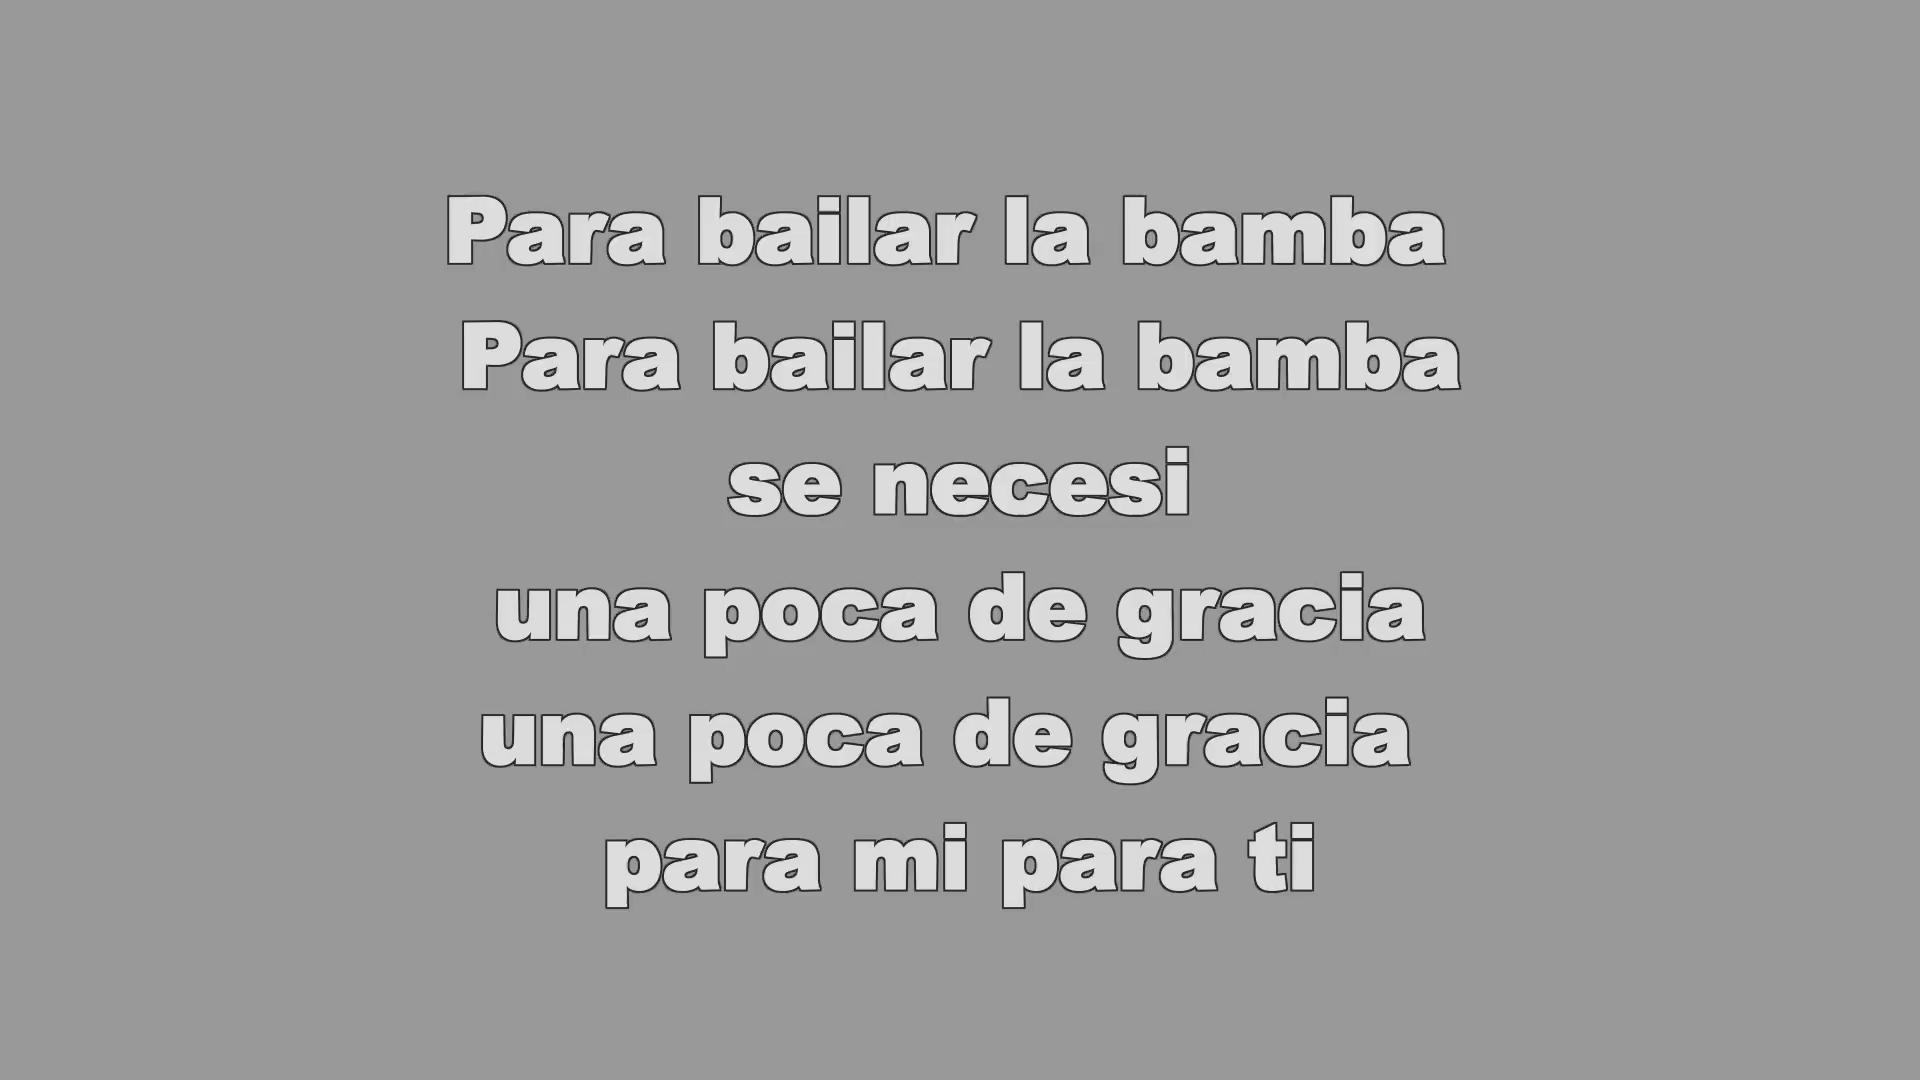 Para bailar la bamba
Para bailar la bamba
se necesi
una poca de gracia
una poca de gracia
para mi para ti